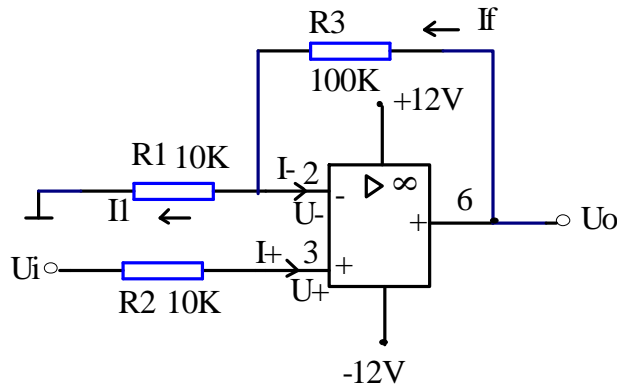 R3
If
100K
+12V
R1 10K
I- 2
∞
I1
U-
-
6
+
Uo
I+ 3
Ui
+
R2 10K
U+
-12V